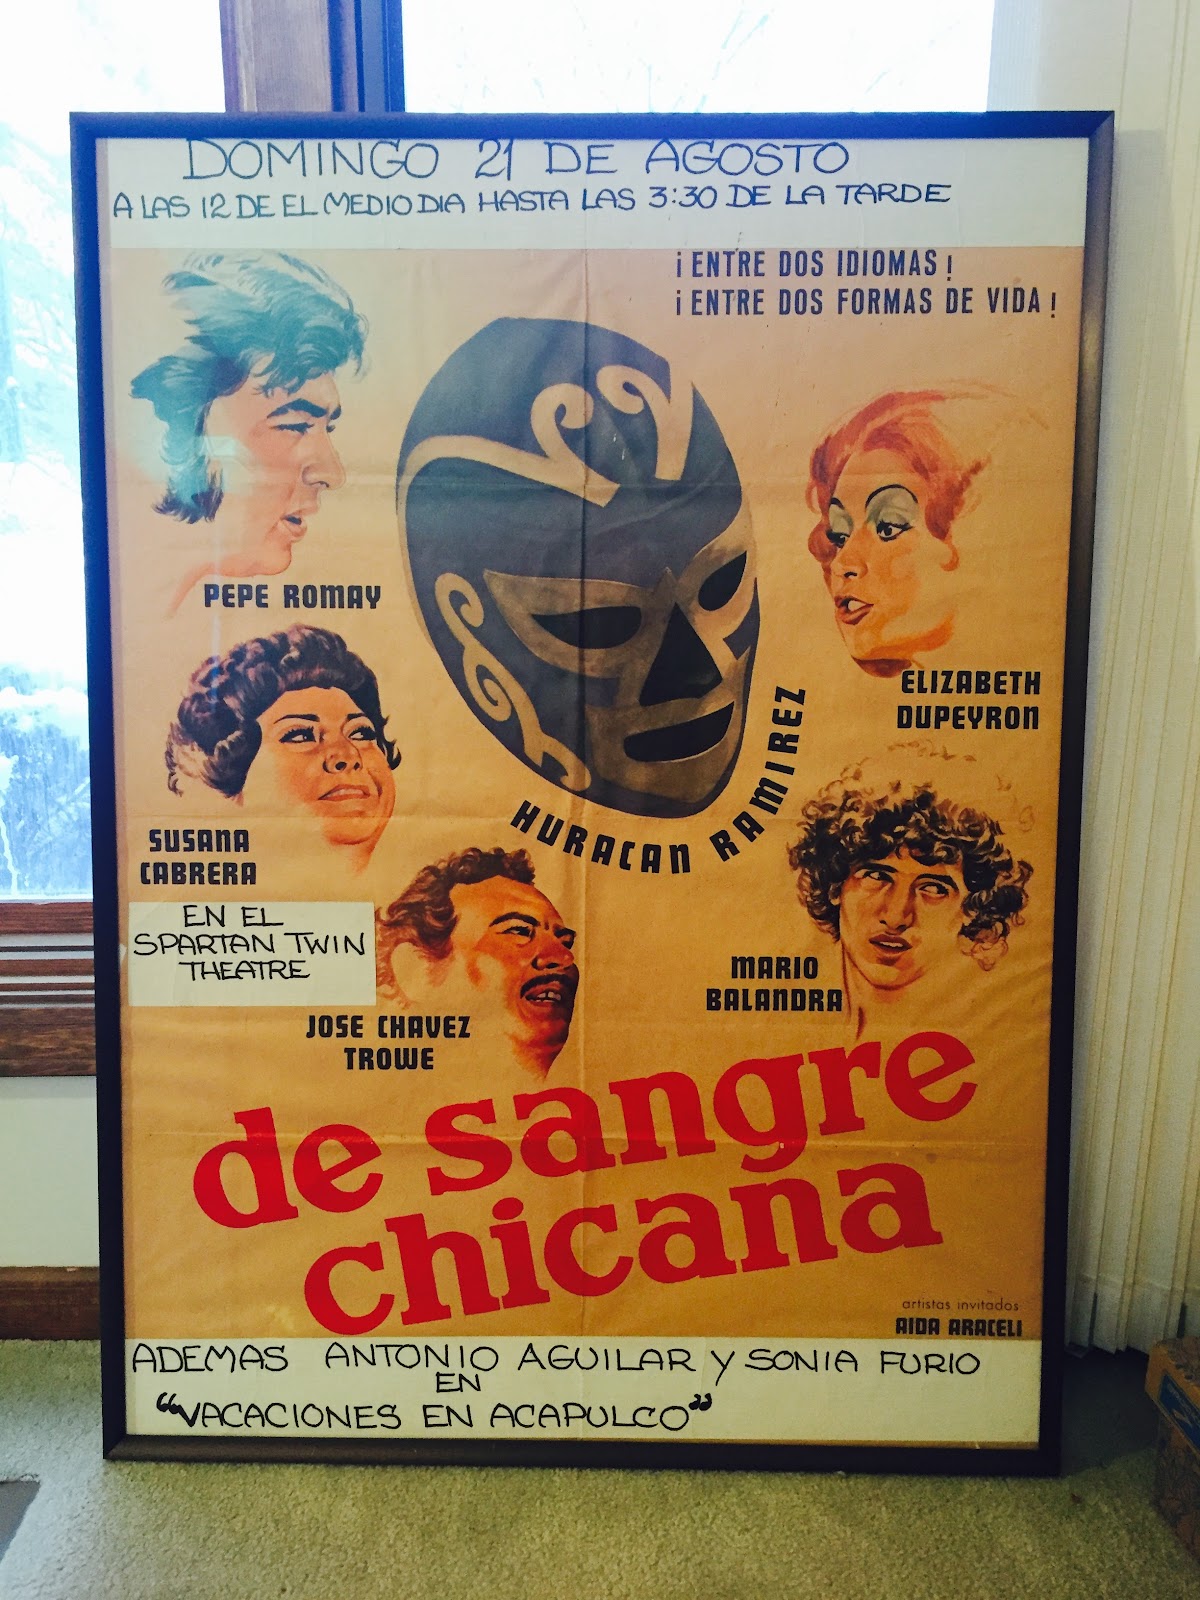 DOMINGO 21 DE AGOSTO
A LAS 12 DE EL MEDIO DIA HASTA LAS 3:30 DE LA TARDE
¡ENTRE DOS IDIOMAS!
¡ENTRE DOS FORMAS DE VIDA!
PEPE ROMAY
ELIZABETH
DUPEYRON
HURACAN RAMIREZ
SUSANA
CABRERA
EN EL
SPARTAN TWIN
THEATRE
MARIO
BALANDRA
JOSE CHAVEZ
TROWE
de sangre
chicana
artistas invitados
AIDA ARACELI
ADEMAS ANTONIO AGUILAR Y SONIA FURIO
EN
"VACACIONES EN ACAPULCO"